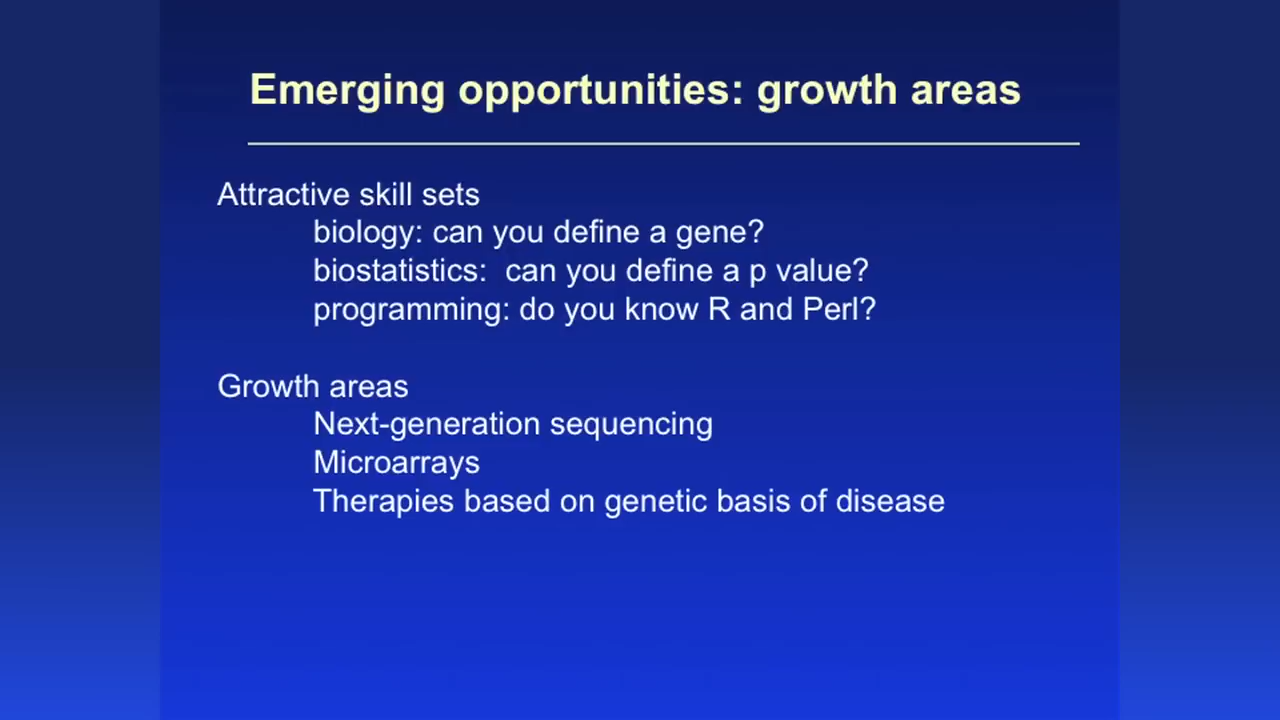 Emerging opportunities: growth areas
Attractive skill sets
biology: can you define a gene?
biostatistics:  can you define a p value?
programming: do you know R and Perl?
Growth areas
Next-generation sequencing
Microarrays
Therapies based on genetic basis of disease